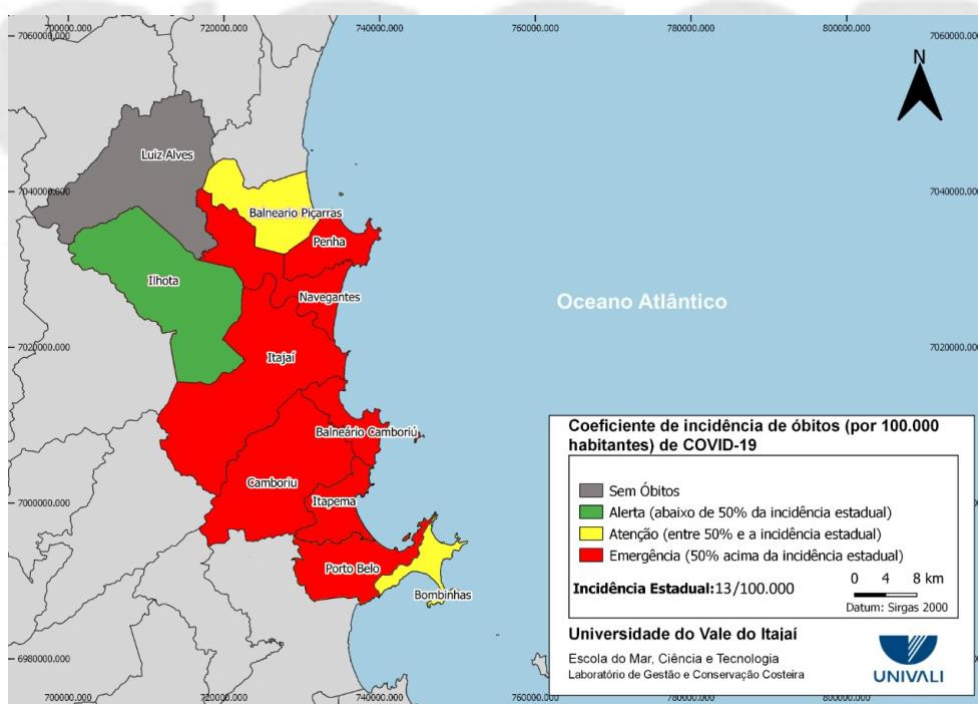 700000.000 720000.000 740000.000 760000.000 780000.000 800000.000
7060000.000 7060000.000
N
Luiz Alves
7040000.000 7040000.000
Balneario Piçarras
Penha
Ilhota
Navegantes
Oceano Atlântico
7020000.000 7020000.000
Itajaí
Balneário Camboriú
Camboriu
Itapema
7000000.000
Porto Belo
Bombinhas
6980000.000
700000.000 720000.000 740000.000 760000.000 780000.000 800000.000
Coeficiente de incidência de óbitos (por 100.000
habitantes) de COVID-19
Sem Óbitos
Alerta (abaixo de 50% da incidência estadual)
Atenção (entre 50% e a incidência estadual)
Emergência (50% acima da incidência estadual)
Incidência Estadual:13/100.000
0 4 8 km
Datum: Sirgas 2000
Universidade do Vale do Itajaí
Escola do Mar, Ciência e Tecnologia
Laboratório de Gestão e Conservação Costeira
UNIVALI